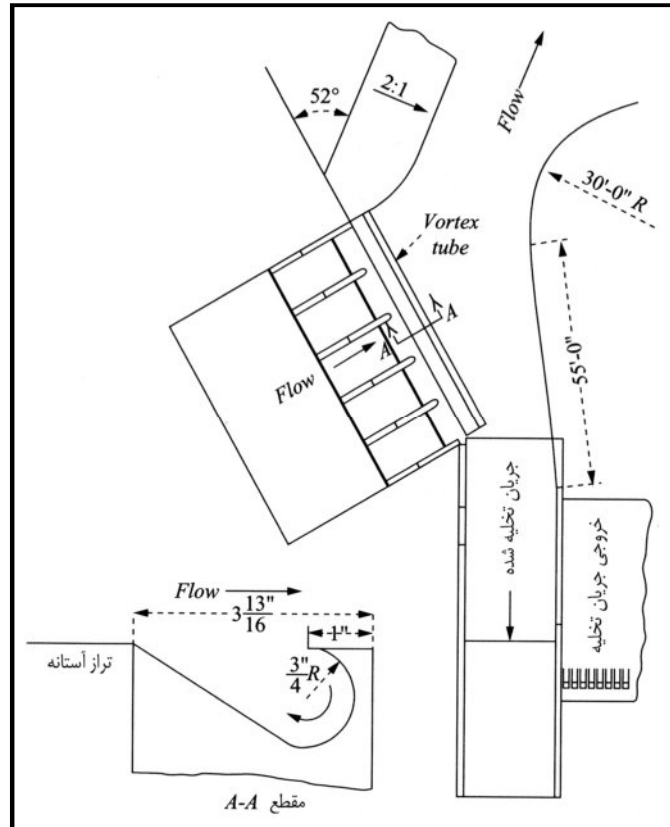 52°
2:1
Flow
30'-0" R
Vortex
tube
A
A
Flow
55'-0"
جریان تخلیه شده
خروجی جریان تخلیه
Flow
3 13/16"
1"
3/4" R
تراز آستانه
مقطع A-A